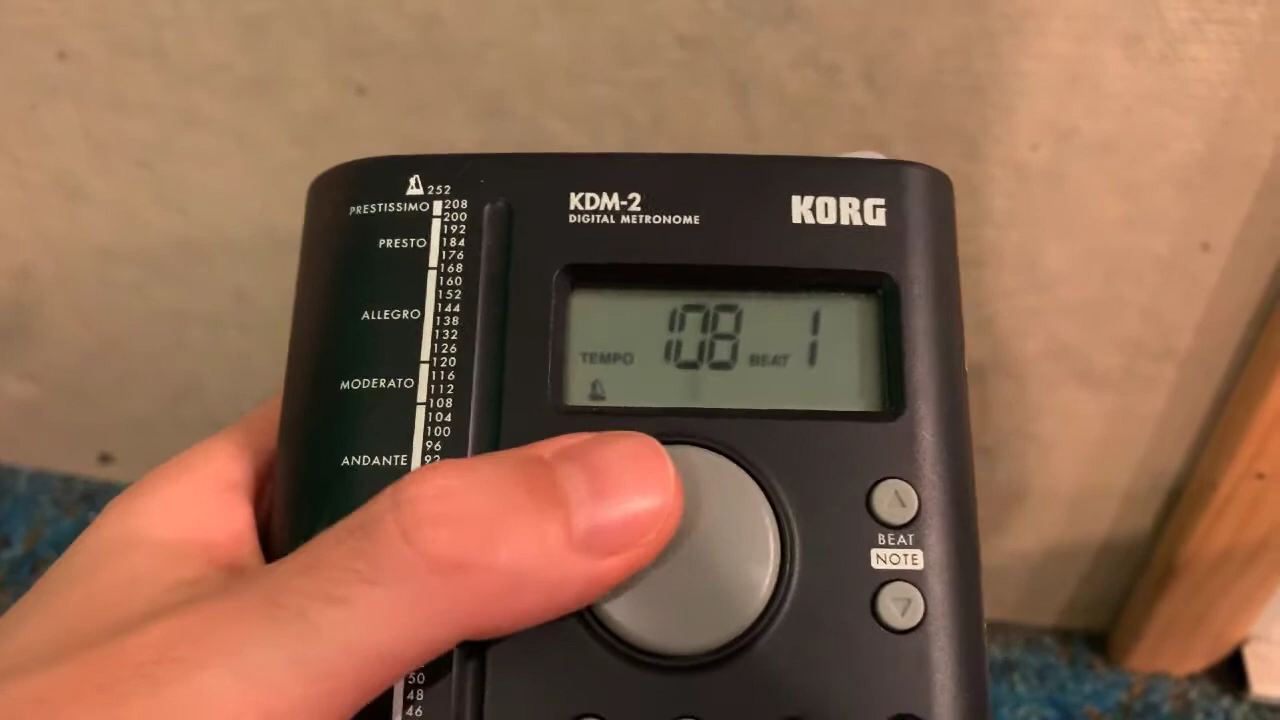 KDM-2
DIGITAL METRONOME
KORG
252
PRESTISSIMO 208
200
192
PRESTO 184
176
168
160
152
ALLEGRO 144
138
132
126
120
116
MODERATO 112
108
104
100
96
ANDANTE 92
50
48
46
TEMPO 108 BEAT 1
BEAT
NOTE